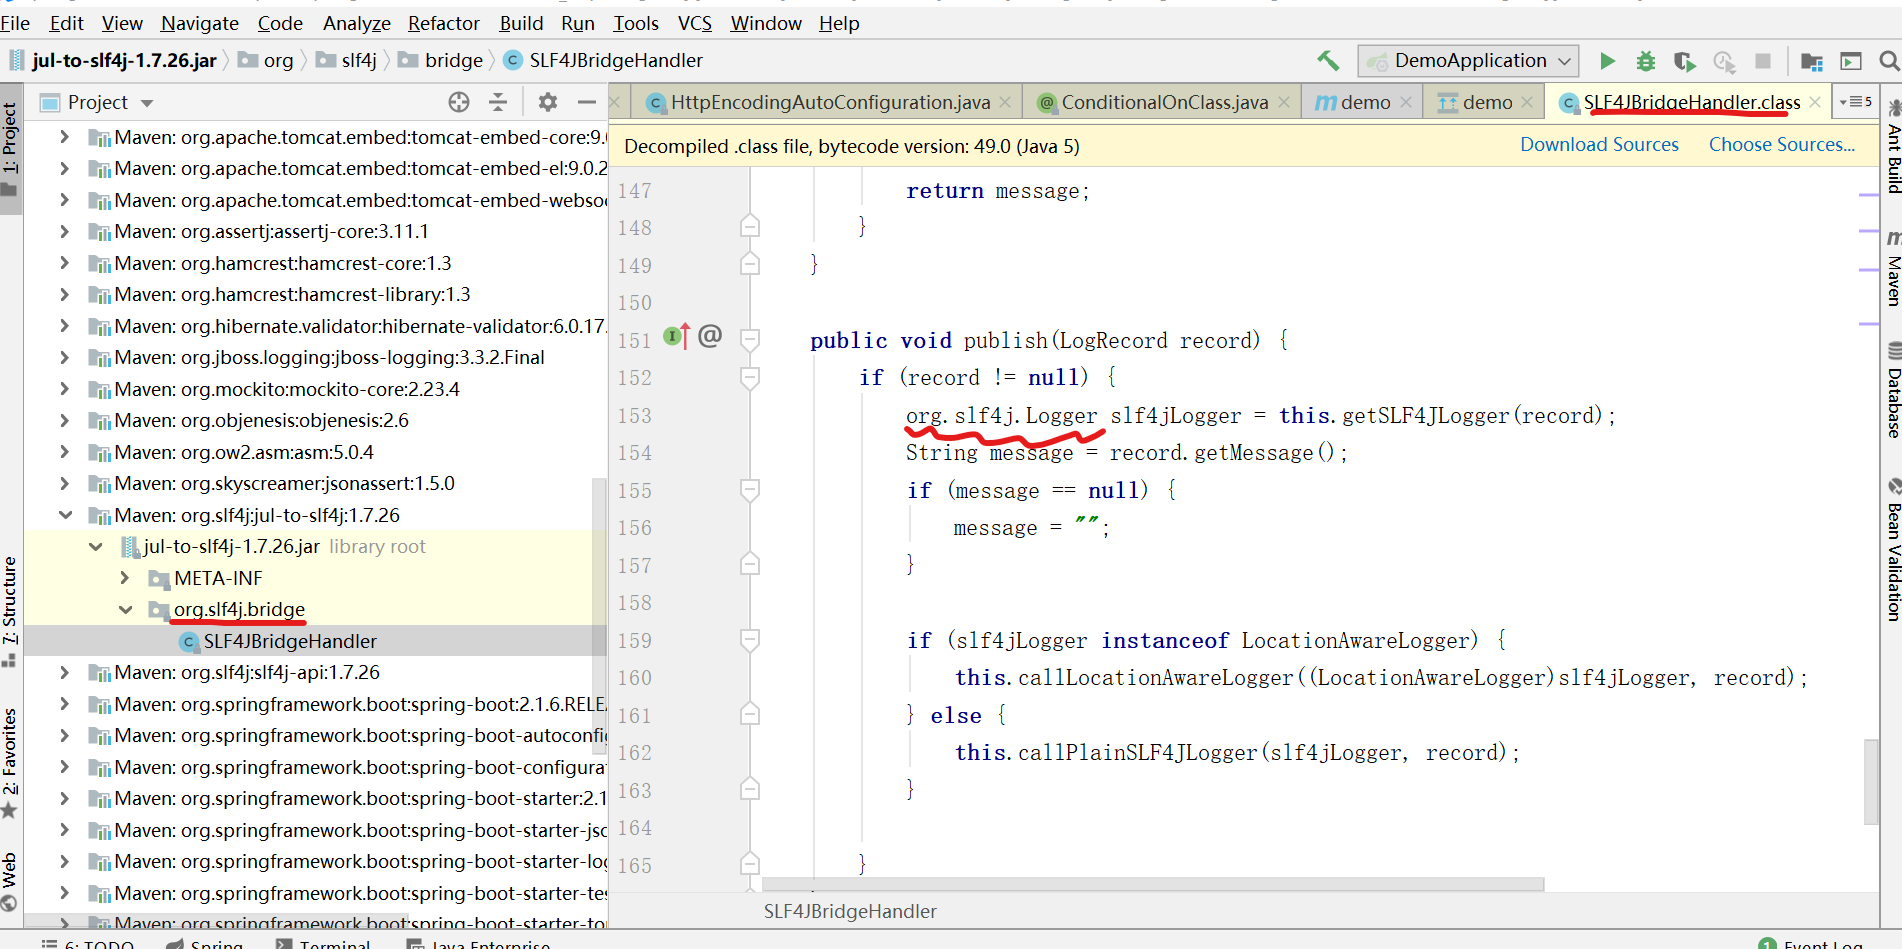 File Edit View Navigate Code Analyze Refactor Build Run Tools VCS Window Help
jul-to-slf4j-1.7.26.jar org slf4j bridge SLF4JBridgeHandler DemoApplication
Project HttpEncodingAutoConfiguration.java ConditionalOnClass.java demo demo SLF4JBridgeHandler.class 5
1: Project
7: Structure
2: Favorites
Web
Maven: org.apache.tomcat.embed:tomcat-embed-core:9.0
Maven: org.apache.tomcat.embed:tomcat-embed-el:9.0.2
Maven: org.apache.tomcat.embed:tomcat-embed-websoc
Maven: org.assertj:assertj-core:3.11.1
Maven: org.hamcrest:hamcrest-core:1.3
Maven: org.hamcrest:hamcrest-library:1.3
Maven: org.hibernate.validator:hibernate-validator:6.0.17.
Maven: org.jboss.logging:jboss-logging:3.3.2.Final
Maven: org.mockito:mockito-core:2.23.4
Maven: org.objenesis:objenesis:2.6
Maven: org.ow2.asm:asm:5.0.4
Maven: org.skyscreamer:jsonassert:1.5.0
Maven: org.slf4j:jul-to-slf4j:1.7.26
jul-to-slf4j-1.7.26.jar library root
META-INF
org.slf4j.bridge
SLF4JBridgeHandler
Maven: org.slf4j:slf4j-api:1.7.26
Maven: org.springframework.boot:spring-boot:2.1.6.RELEA
Maven: org.springframework.boot:spring-boot-autoconfi
Maven: org.springframework.boot:spring-boot-configurat
Maven: org.springframework.boot:spring-boot-starter:2.1
Maven: org.springframework.boot:spring-boot-starter-jsc
Maven: org.springframework.boot:spring-boot-starter-log
Maven: org.springframework.boot:spring-boot-starter-tes
Maven: org.springframework.boot:spring-boot-starter-tor
Decompiled .class file, bytecode version: 49.0 (Java 5) Download Sources Choose Sources...
147 return message;
148 }
149 }
150
151 @ public void publish(LogRecord record) {
152 if (record != null) {
153 org.slf4j.Logger slf4jLogger = this.getSLF4JLogger(record);
154 String message = record.getMessage();
155 if (message == null) {
156 message = "";
157 }
158
159 if (slf4jLogger instanceof LocationAwareLogger) {
160 this.callLocationAwareLogger((LocationAwareLogger)slf4jLogger, record);
161 } else {
162 this.callPlainSLF4JLogger(slf4jLogger, record);
163 }
164
165 }
SLF4JBridgeHandler
Ant Build
Maven
Database
Bean Validation
6: TODO Spring Terminal Java Enterprise 1 Event Log